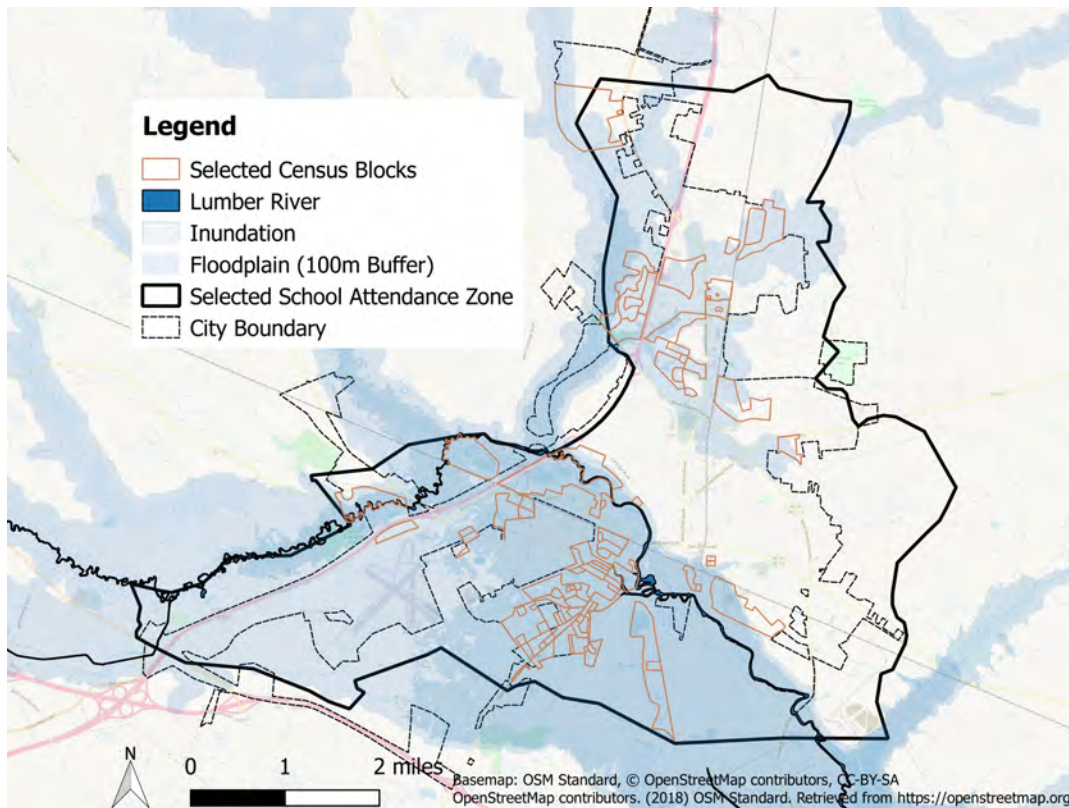 Legend
Selected Census Blocks
Lumber River
Inundation
Floodplain (100m Buffer)
Selected School Attendance Zone
City Boundary
N
0 1 2 miles
Basemap: OSM Standard, © OpenStreetMap contributors, CC-BY-SA
OpenStreetMap contributors. (2018) OSM Standard. Retrieved from https://openstreetmap.org